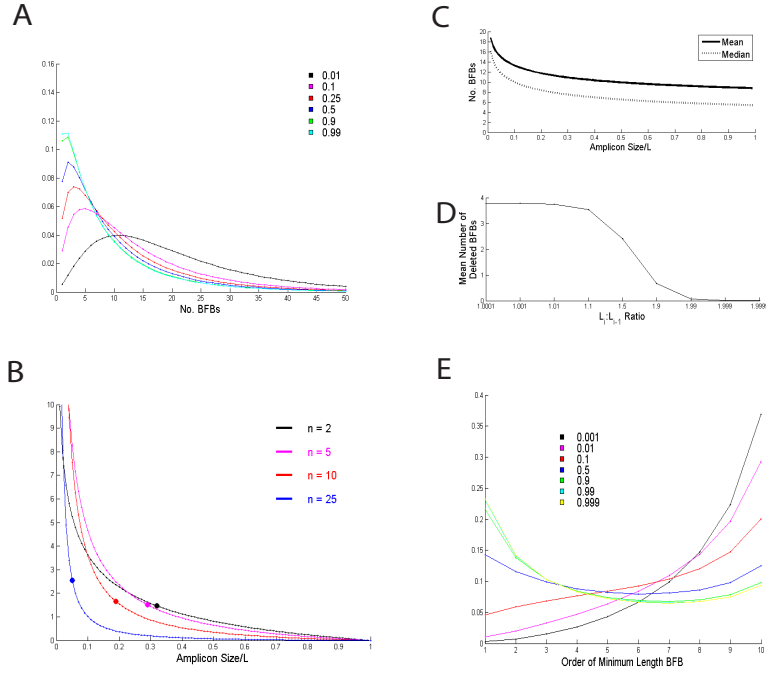 A
0.16
0.14
0.12
0.1
0.08
0.06
0.04
0.02
0
0.01
0.1
0.25
0.5
0.9
0.99
0 5 10 15 20 25 30 35 40 45 50
No. BFBs
B
10
9
8
7
6
5
4
3
2
1
0
n = 2
n = 5
n = 10
n = 25
0 0.1 0.2 0.3 0.4 0.5 0.6 0.7 0.8 0.9 1
Amplicon Size/L
C
No. BFBs
20
18
16
14
12
10
8
6
4
2
0
Mean
Median
0 0.1 0.2 0.3 0.4 0.5 0.6 0.7 0.8 0.9 1
Amplicon Size/L
D
Mean Number of
Deleted BFBs
4
3
2
1
0
1.0001 1.001 1.01 1.1 1.5 1.9 1.99 1.999 1.9999
Li:Li-1 Ratio
E
0.4
0.35
0.3
0.25
0.2
0.15
0.1
0.05
0
0.001
0.01
0.1
0.5
0.9
0.99
0.999
1 2 3 4 5 6 7 8 9 10
Order of Minimum Length BFB